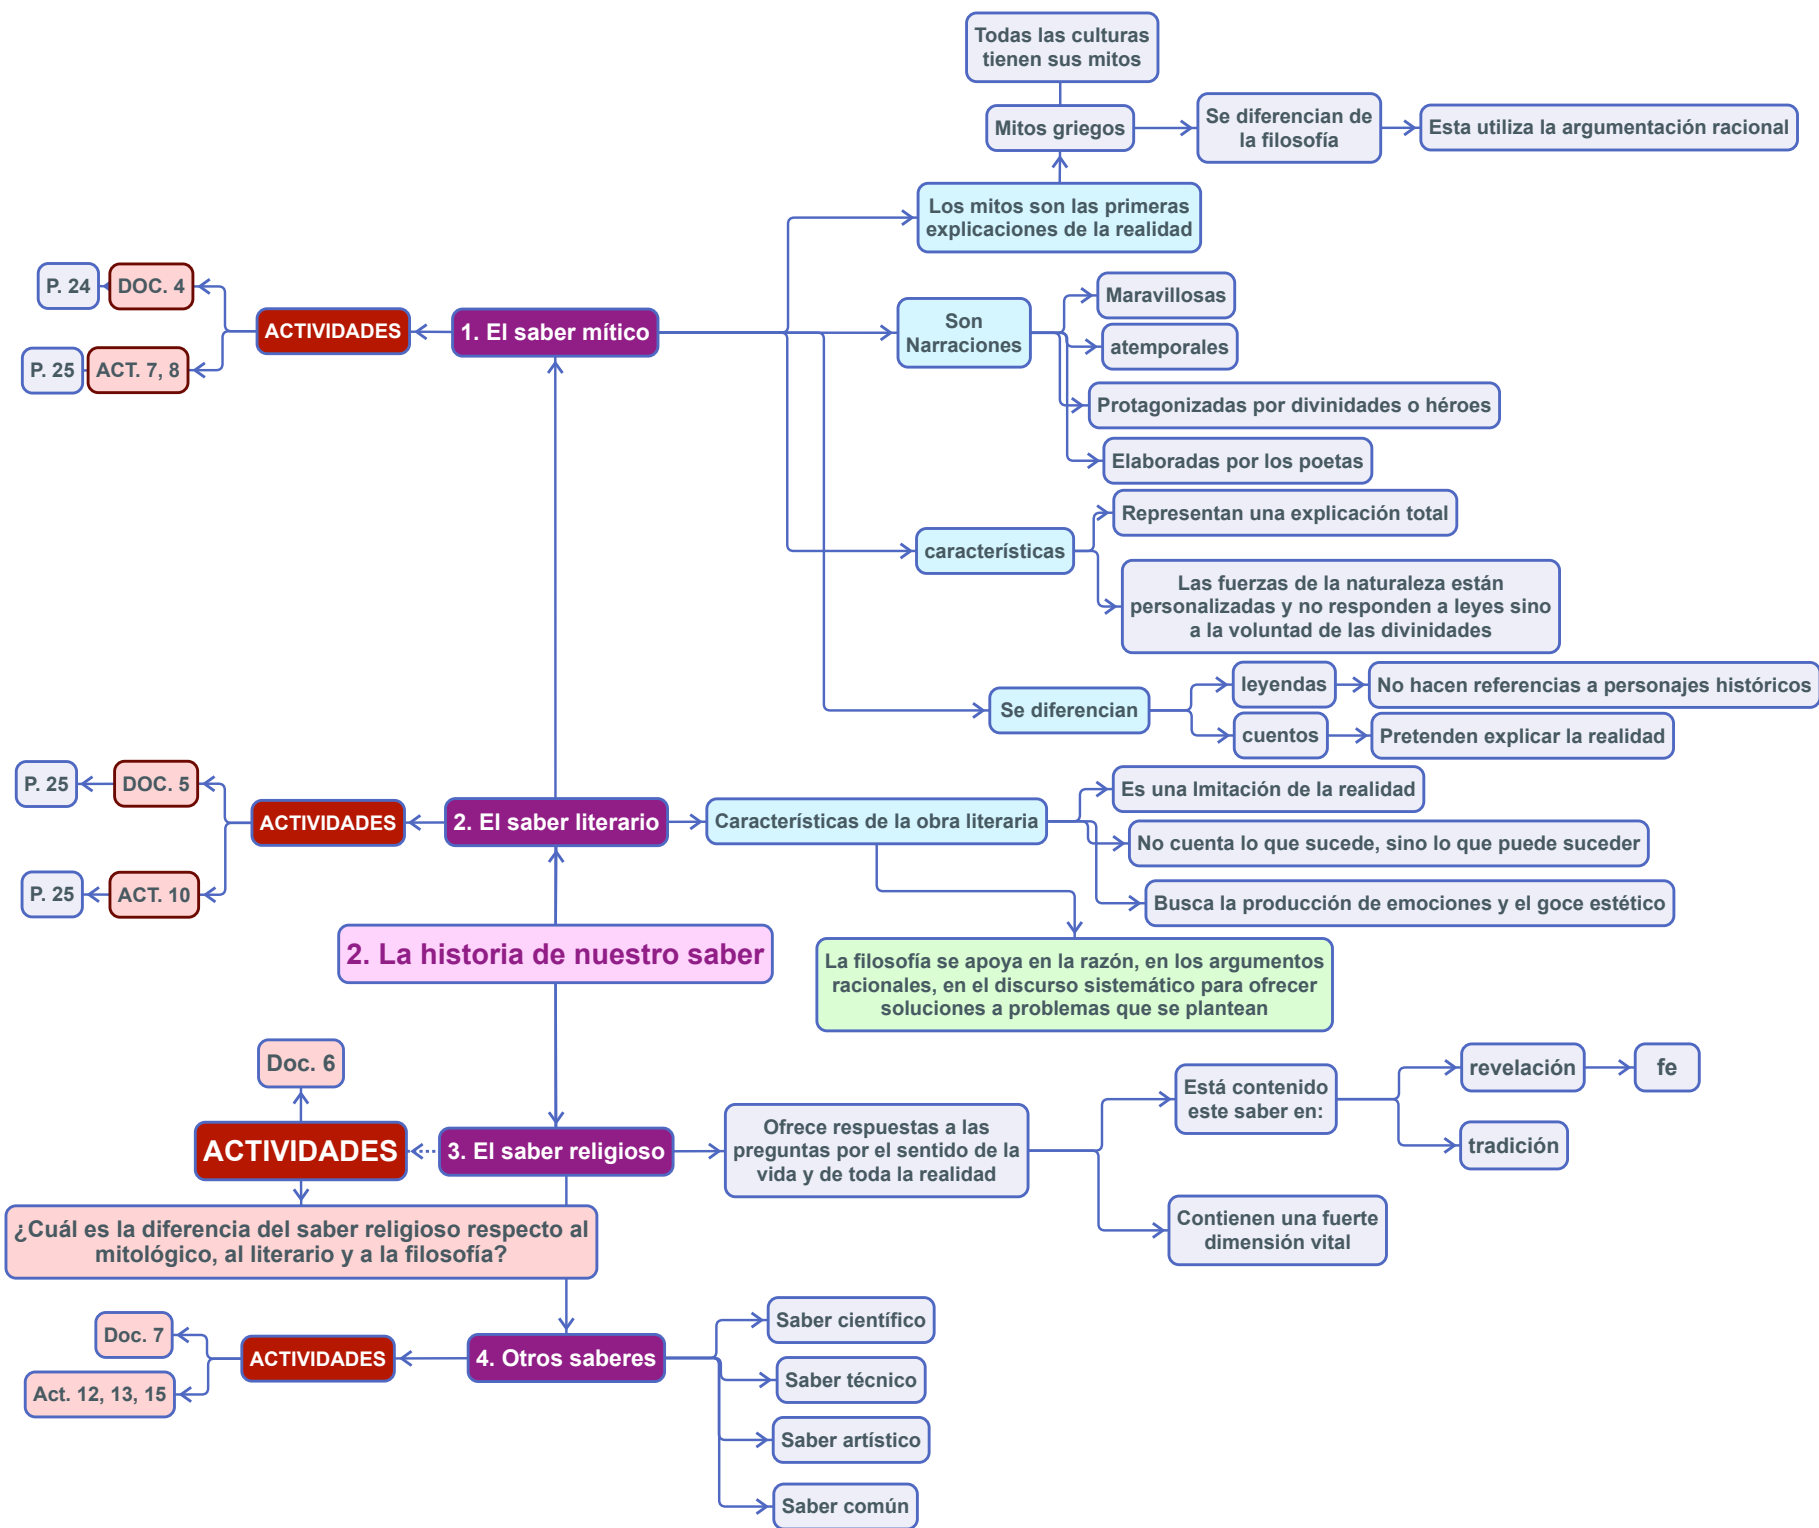 Todas las culturas
tienen sus mitos
Mitos griegos
Se diferencian de
la filosofía
Esta utiliza la argumentación racional
Los mitos son las primeras
explicaciones de la realidad
P. 24
DOC. 4
P. 25
ACT. 7, 8
ACTIVIDADES
1. El saber mítico
Son
Narraciones
Maravillosas
atemporales
Protagonizadas por divinidades o héroes
Elaboradas por los poetas
característícas
Representan una explicación total
Las fuerzas de la naturaleza están
personalizadas y no responden a leyes sino
a la voluntad de las divinidades
Se diferencian
leyendas
No hacen referencias a personajes históricos
cuentos
Pretenden explicar la realidad
P. 25
DOC. 5
P. 25
ACT. 10
ACTIVIDADES
2. El saber literario
Característícas de la obra literaria
Es una Imitación de la realidad
No cuenta lo que sucede, sino lo que puede suceder
Busca la producción de emociones y el goce estético
La filosofía se apoya en la razón, en los argumentos
racionales, en el discurso sistemático para ofrecer
soluciones a problemas que se plantean
2. La historia de nuestro saber
Doc. 6
ACTIVIDADES
3. El saber religioso
¿Cuál es la diferencia del saber religioso respecto al
mitológico, al literario y a la filosofía?
Ofrece respuestas a las
preguntas por el sentido de la
vida y de toda la realidad
Está contenido
este saber en:
revelación
fe
tradición
Contienen una fuerte
dimensión vital
Doc. 7
Act. 12, 13, 15
ACTIVIDADES
4. Otros saberes
Saber científico
Saber técnico
Saber artístico
Saber común